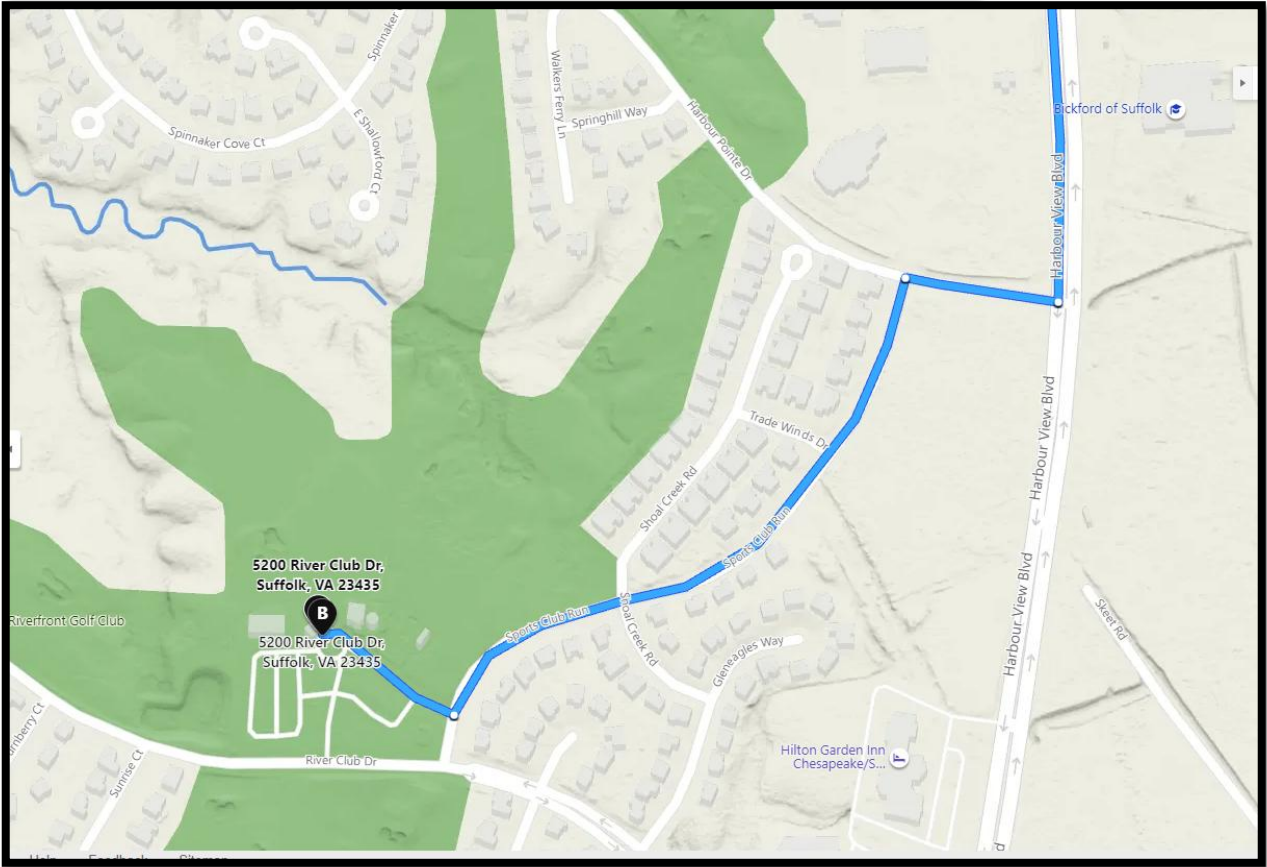 Spinnaker
Bickford of Suffolk
Walkers Ferry Ln
Springhill Way
Harbour Pointe Dr
Spinnaker Cove Ct
E Shallowford Ct
Harbour View Blvd
Harbour View Blvd
Trade Winds Dr
Shoal Creek Rd
Sports Club Run
5200 River Club Dr,
Suffolk, VA 23435
B
Riverfront Golf Club
5200 River Club Dr,
Suffolk, VA 23435
Sports Club Run
Shoal Creek Rd
Gleneagles Way
Harbour View Blvd
Skeet Rd
Sunrise Ct
River Club Dr
Hilton Garden Inn
Chesapeake/S...